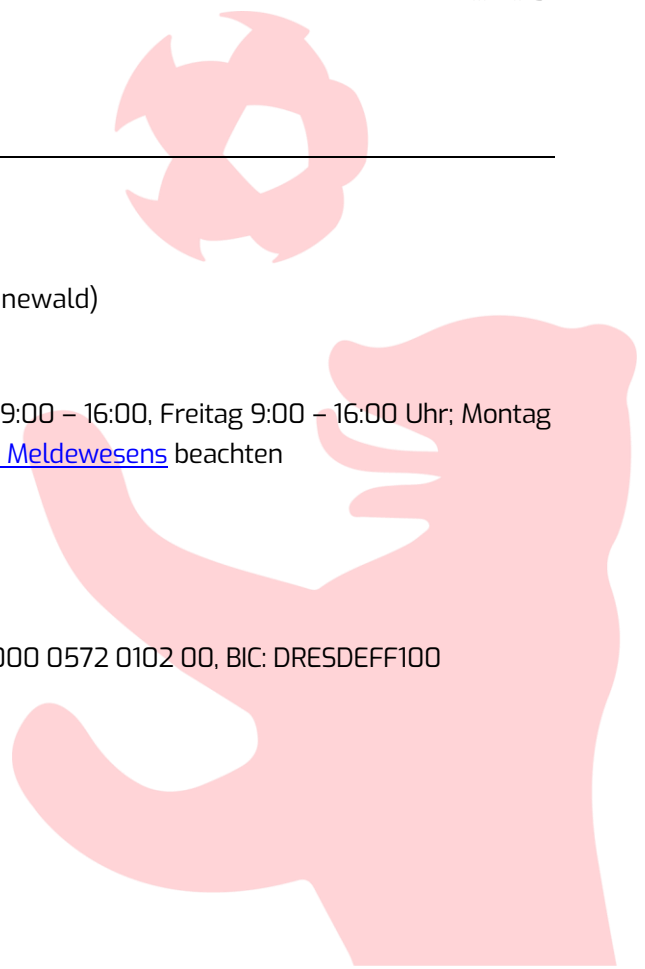 newald)
9:00 – 16:00, Freitag 9:00 – 16:00 Uhr; Montag
Meldewesens beachten
000 0572 0102 00, BIC: DRESDEFF100